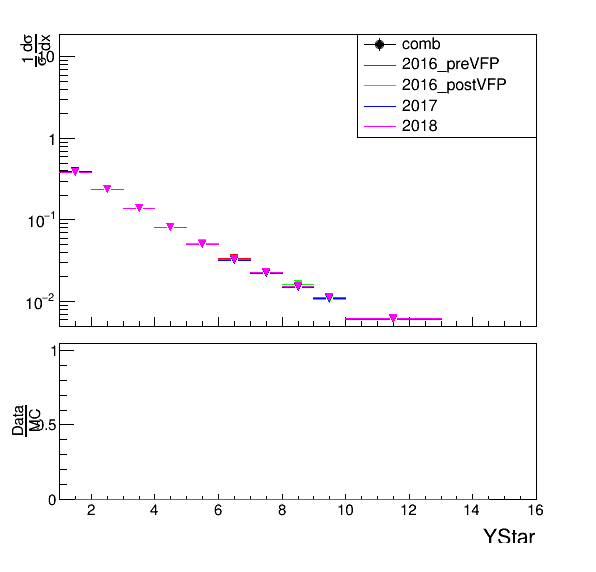 1 dσ
σ dx
10
1
10⁻¹
10⁻²
comb
2016_preVFP
2016_postVFP
2017
2018
Data
MC
1
0.5
0
2 4 6 8 10 12 14 16
YStar